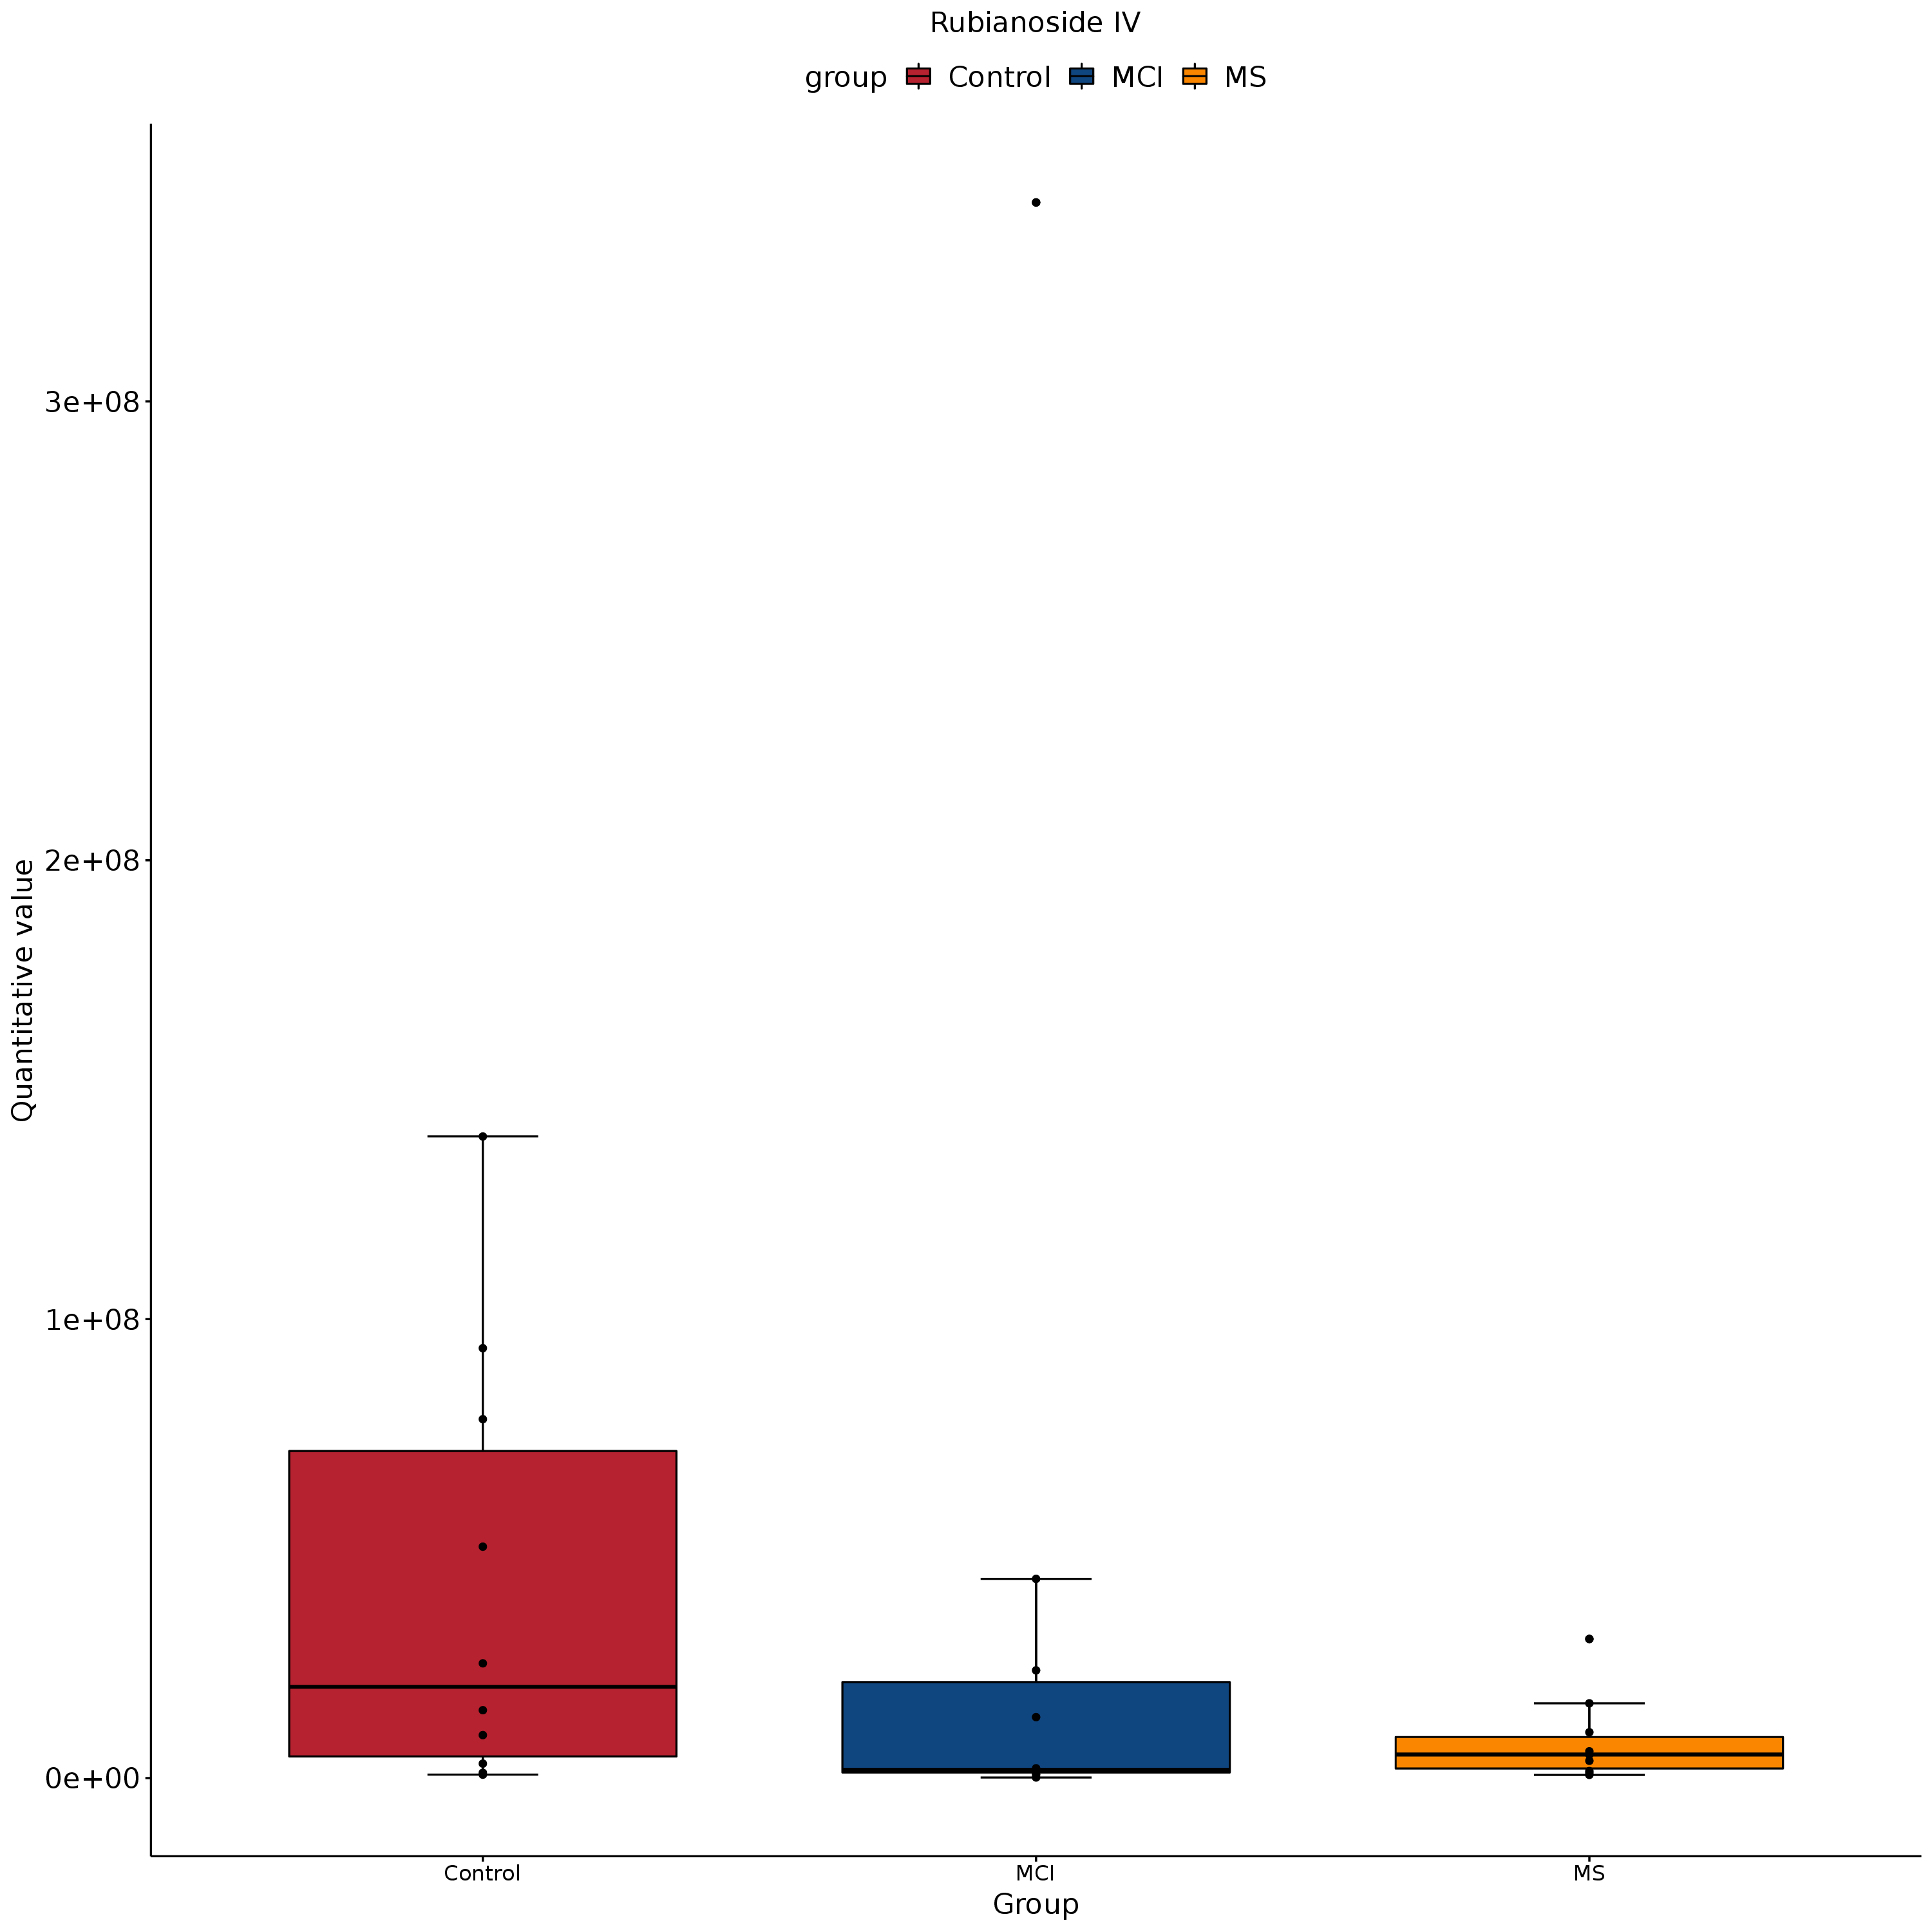 Rubianoside IV
group Control MCI MS
3e+08
2e+08
1e+08
0e+00
Quantitative value
Control MCI MS
Group